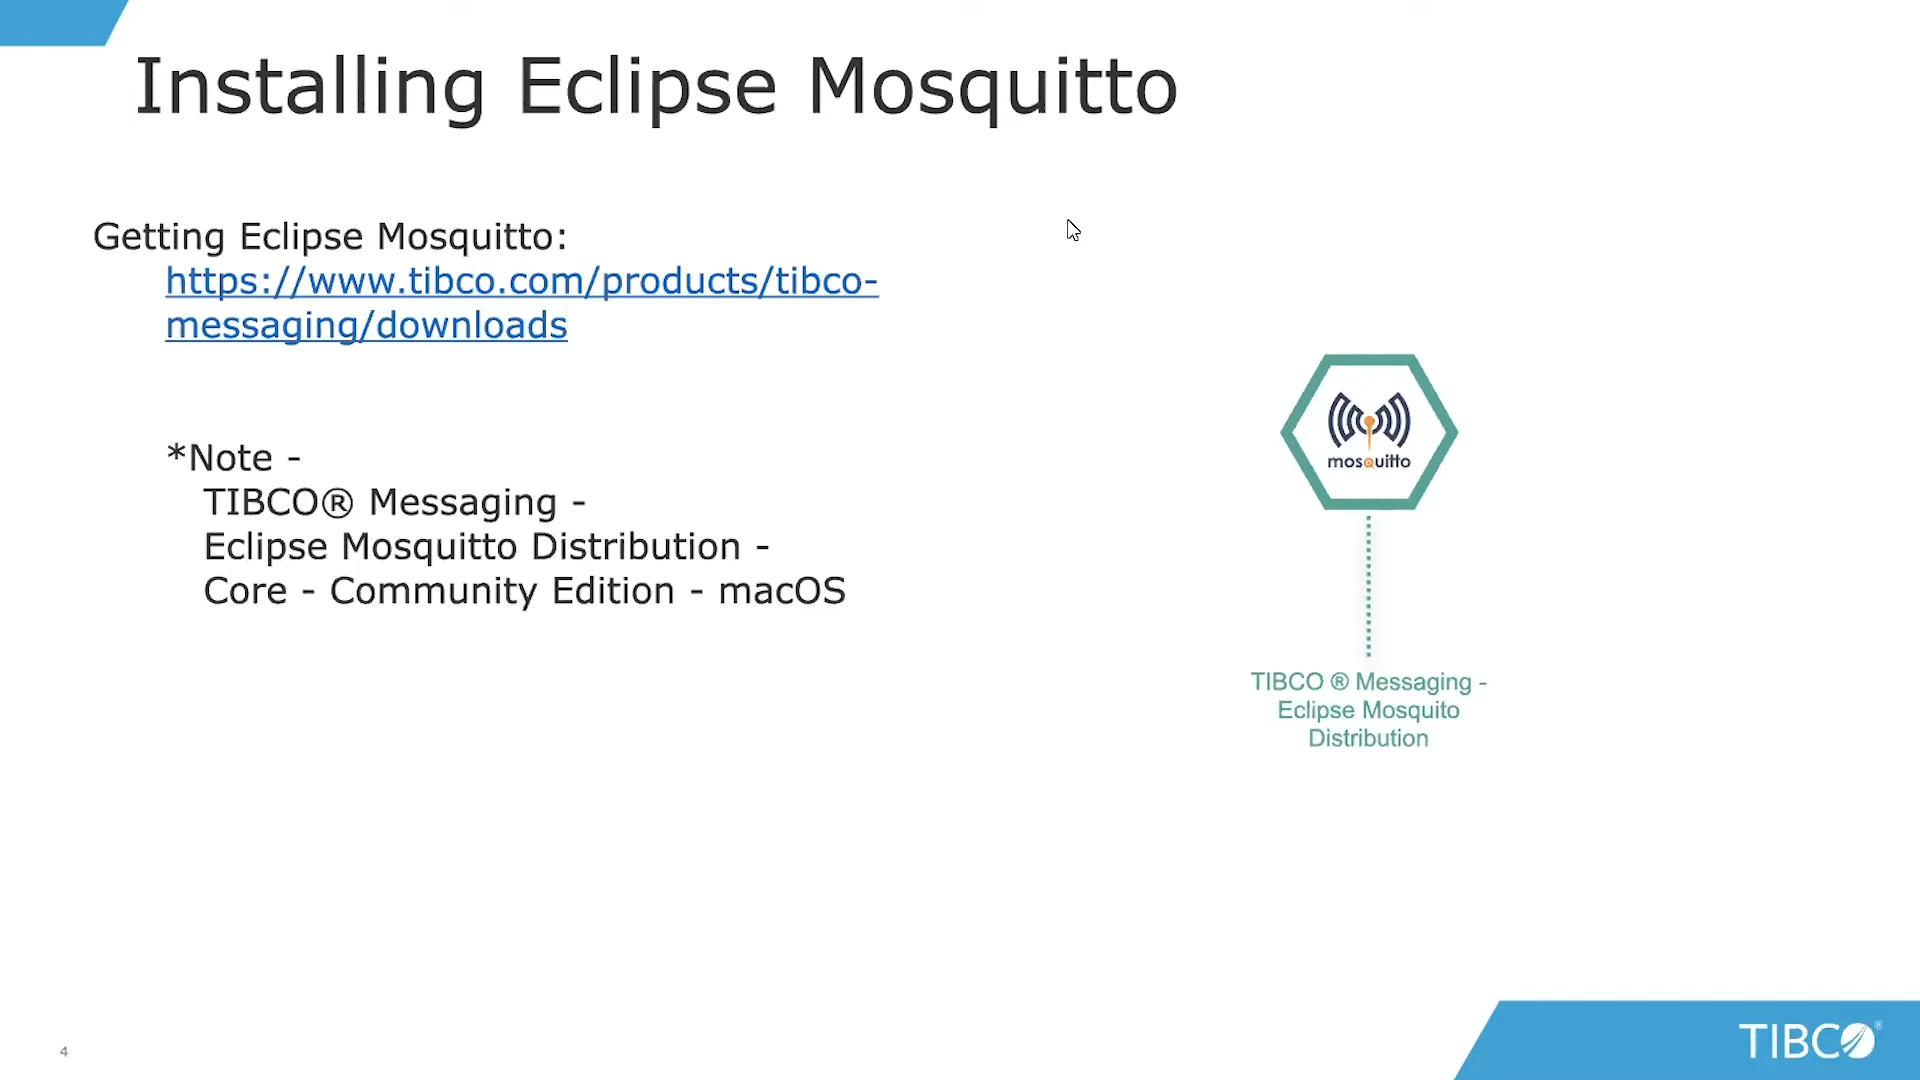 Installing Eclipse Mosquitto
Getting Eclipse Mosquitto:
https://www.tibco.com/products/tibco-
messaging/downloads
*Note -
TIBCO® Messaging -
Eclipse Mosquitto Distribution -
Core - Community Edition - macOS
mosquitto
TIBCO ® Messaging -
Eclipse Mosquito
Distribution
4
TIBCO®